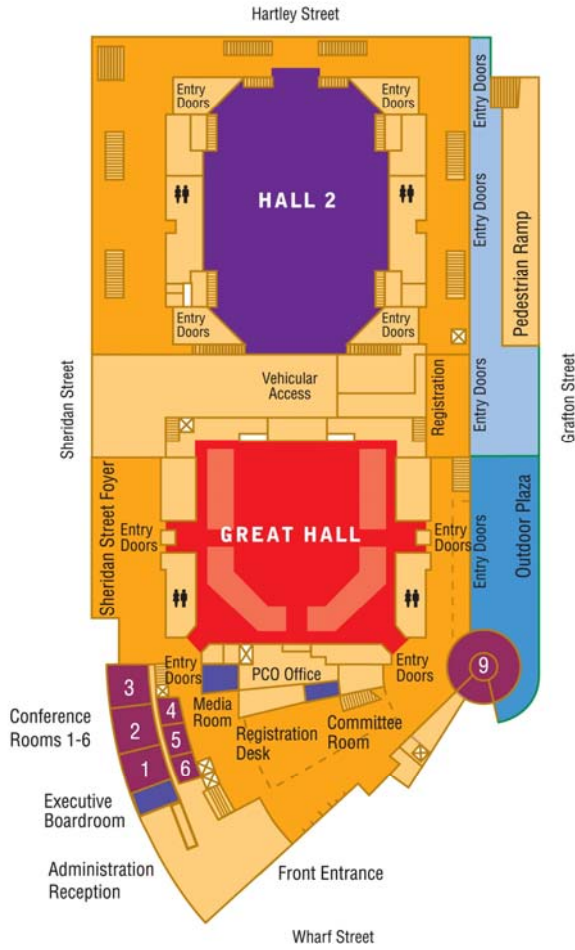 Hartley Street
Entry
Doors
Entry
Doors
Entry Doors
HALL 2
Entry Doors
Pedestrian Ramp
Entry
Doors
Entry
Doors
Vehicular
Access
Registration
Entry Doors
Sheridan Street
Grafton Street
Sheridan Street Foyer
Entry
Doors
GREAT HALL
Entry
Doors
Entry Doors
Outdoor Plaza
Entry
Doors
PCO Office
Entry
Doors
9
Media
Room
Registration
Desk
Committee
Room
3
4
Conference
Rooms 1-6
2
5
1
6
Executive
Boardroom
Administration
Reception
Front Entrance
Wharf Street